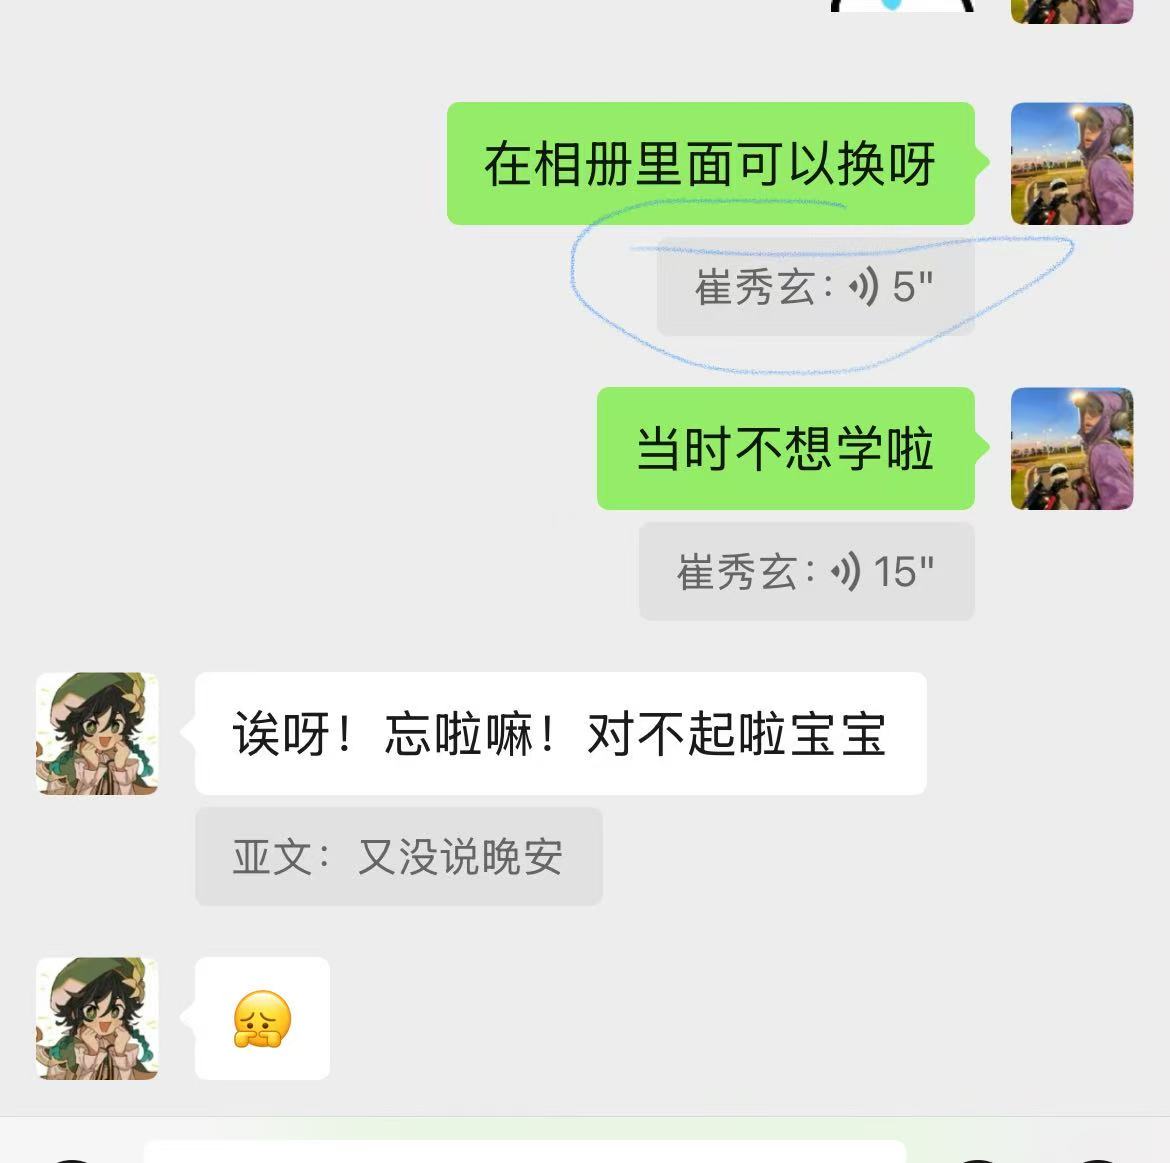 在相册里面可以换呀
崔秀玄：5"
当时不想学啦
崔秀玄：15"
诶呀！忘啦嘛！对不起啦宝宝
亚文：又没说晚安